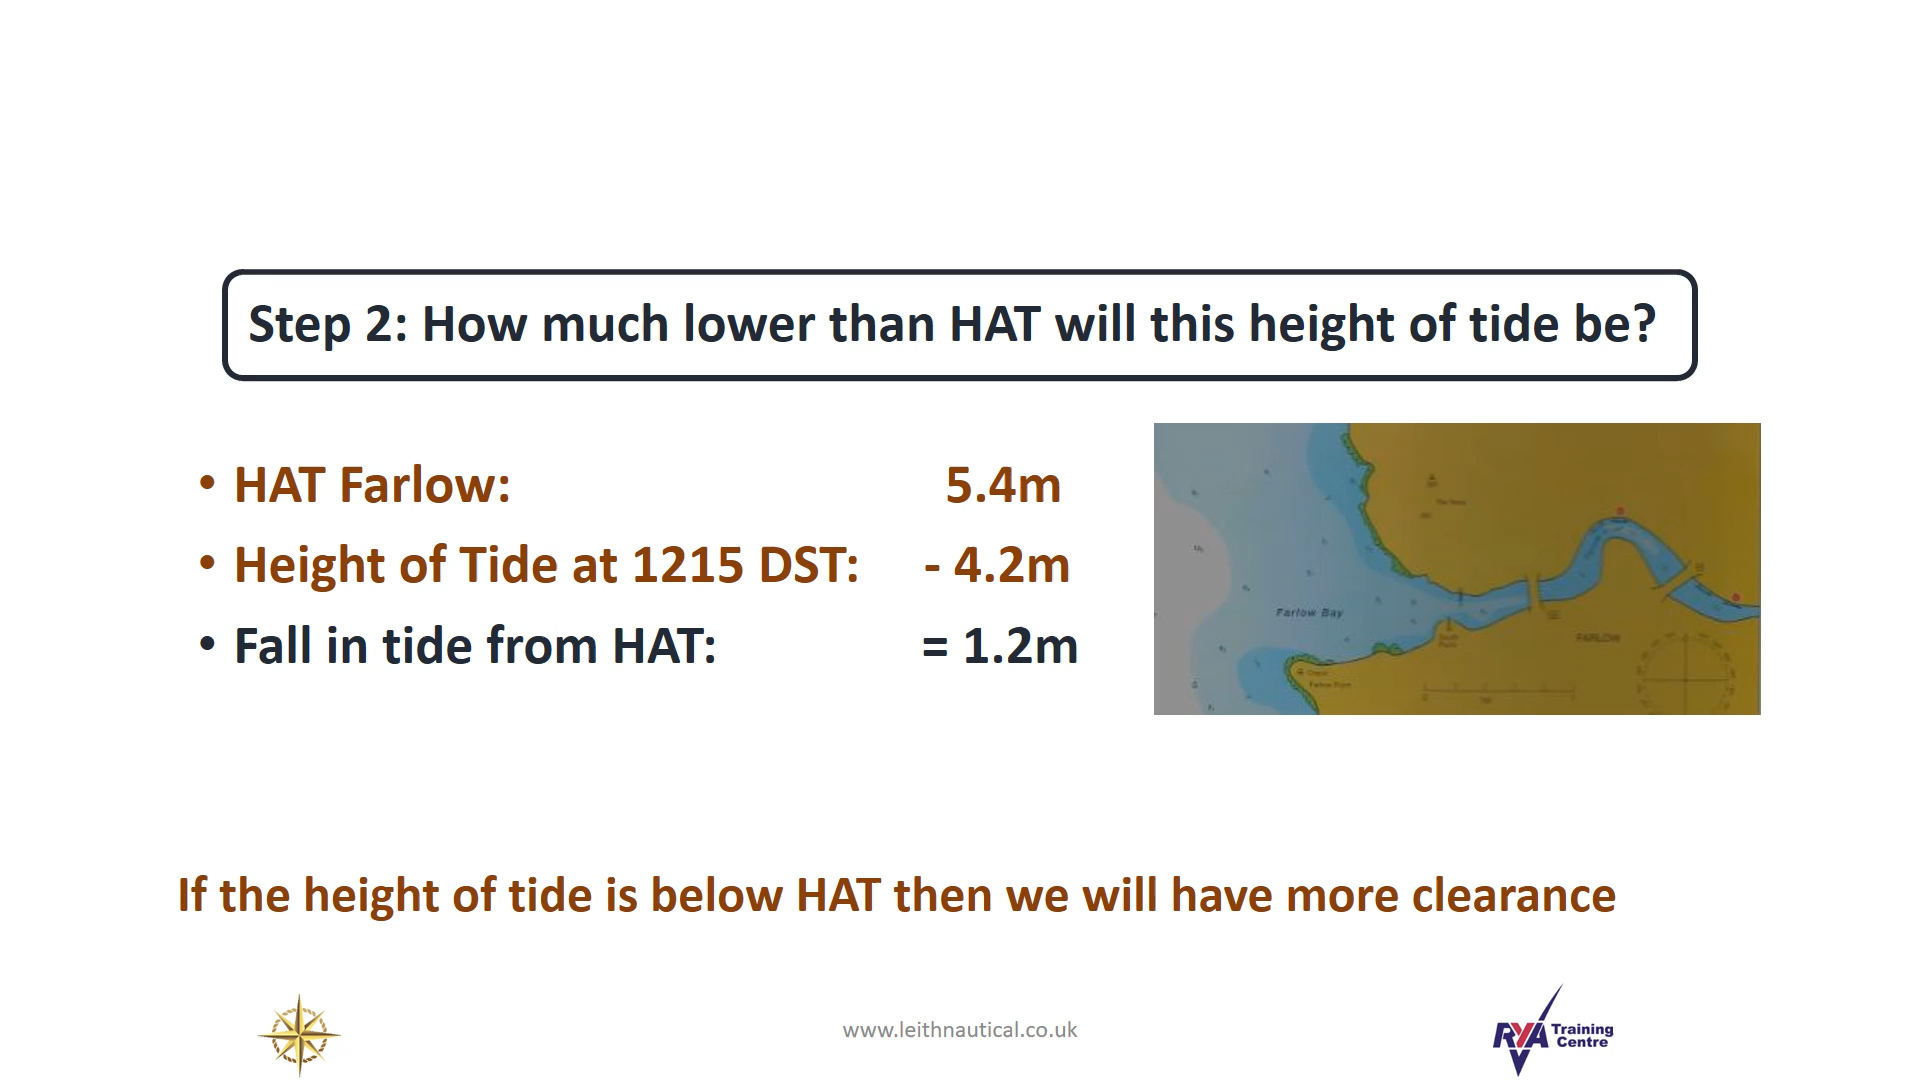 Step 2: How much lower than HAT will this height of tide be?
• HAT Farlow: 5.4m
• Height of Tide at 1215 DST: - 4.2m
• Fall in tide from HAT: = 1.2m
Farlow Bay
FARLOW
If the height of tide is below HAT then we will have more clearance
www.leithnautical.co.uk
RYA Training
Centre